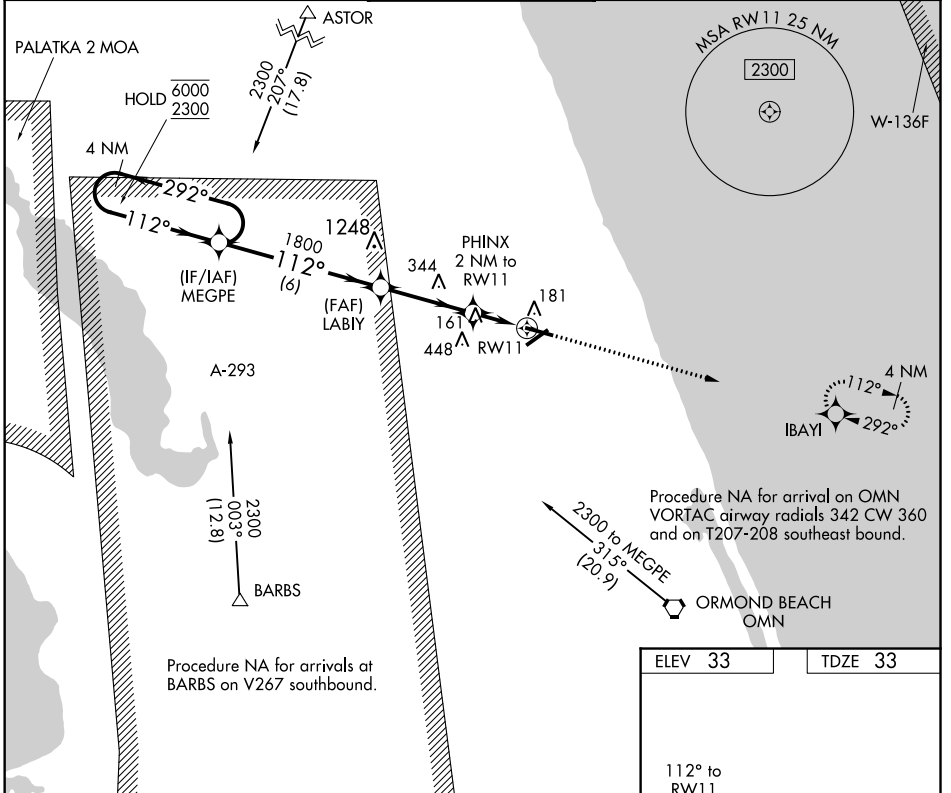 ASTOR
PALATKA 2 MOA
2300
207°
(17.8)
HOLD
6000
2300
4 NM
292°
112°
MSA RW11 25 NM
2300
W-136F
1248
1800
112°
(6)
(IF/IAF)
MEGPE
344
PHINX
2 NM to
RW11
181
(FAF)
LABIY
161
448
RW11
A-293
4 NM
112°
292°
IBAYI
2300
003°
(12.8)
BARBS
2300 to MEGPE
315°
(20.9)
Procedure NA for arrival on OMN
VORTAC airway radials 342 CW 360
and on T207-208 southeast bound.
ORMOND BEACH
OMN
Procedure NA for arrivals at
BARBS on V267 southbound.
ELEV 33
TDZE 33
112° to
RW11